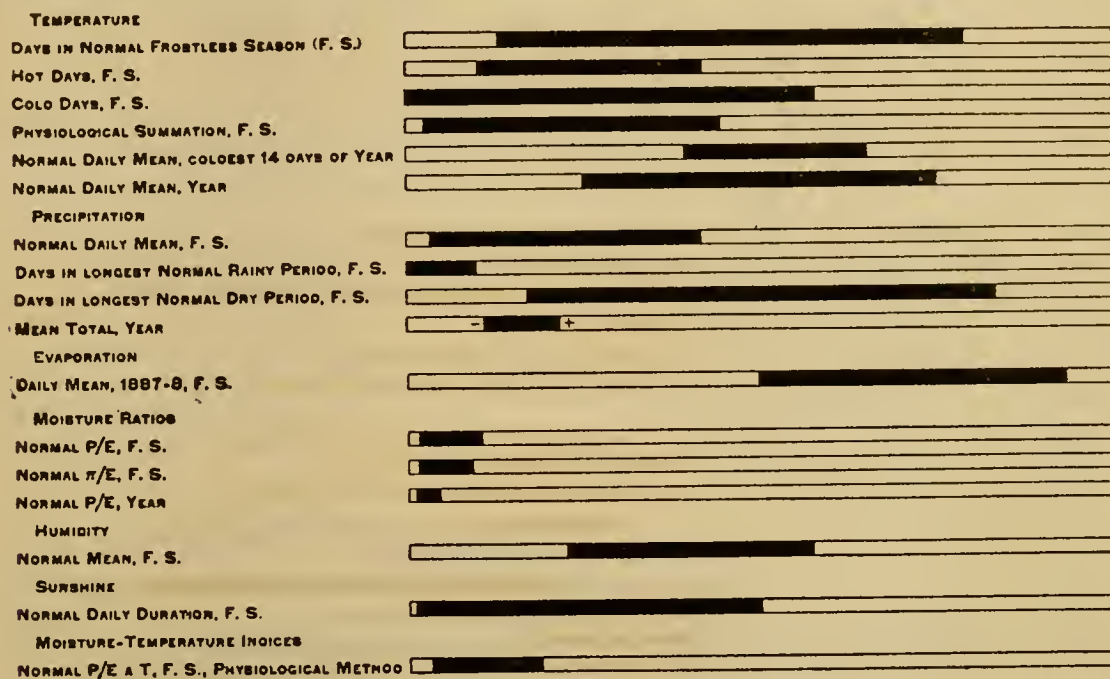 TEMPERATURE
DAYS IN NORMAL FROSTLESS SEASON (F. S.)
HOT DAYS, F. S.
COLD DAYS, F. S.
PHYSIOLOGICAL SUMMATION, F. S.
NORMAL DAILY MEAN, COLDEST 14 DAYS OF YEAR
NORMAL DAILY MEAN, YEAR
PRECIPITATION
NORMAL DAILY MEAN, F. S.
DAYS IN LONGEST NORMAL RAINY PERIOD, F. S.
DAYS IN LONGEST NORMAL DRY PERIOD, F. S.
MEAN TOTAL, YEAR - +
EVAPORATION
DAILY MEAN, 1887-8, F. S.
MOISTURE RATIOS
NORMAL P/E, F. S.
NORMAL π/E, F. S.
NORMAL P/E, YEAR
HUMIDITY
NORMAL MEAN, F. S.
SUNSHINE
NORMAL DAILY DURATION, F. S.
MOISTURE-TEMPERATURE INDICES
NORMAL P/E A T, F. S., PHYSIOLOGICAL METHOD